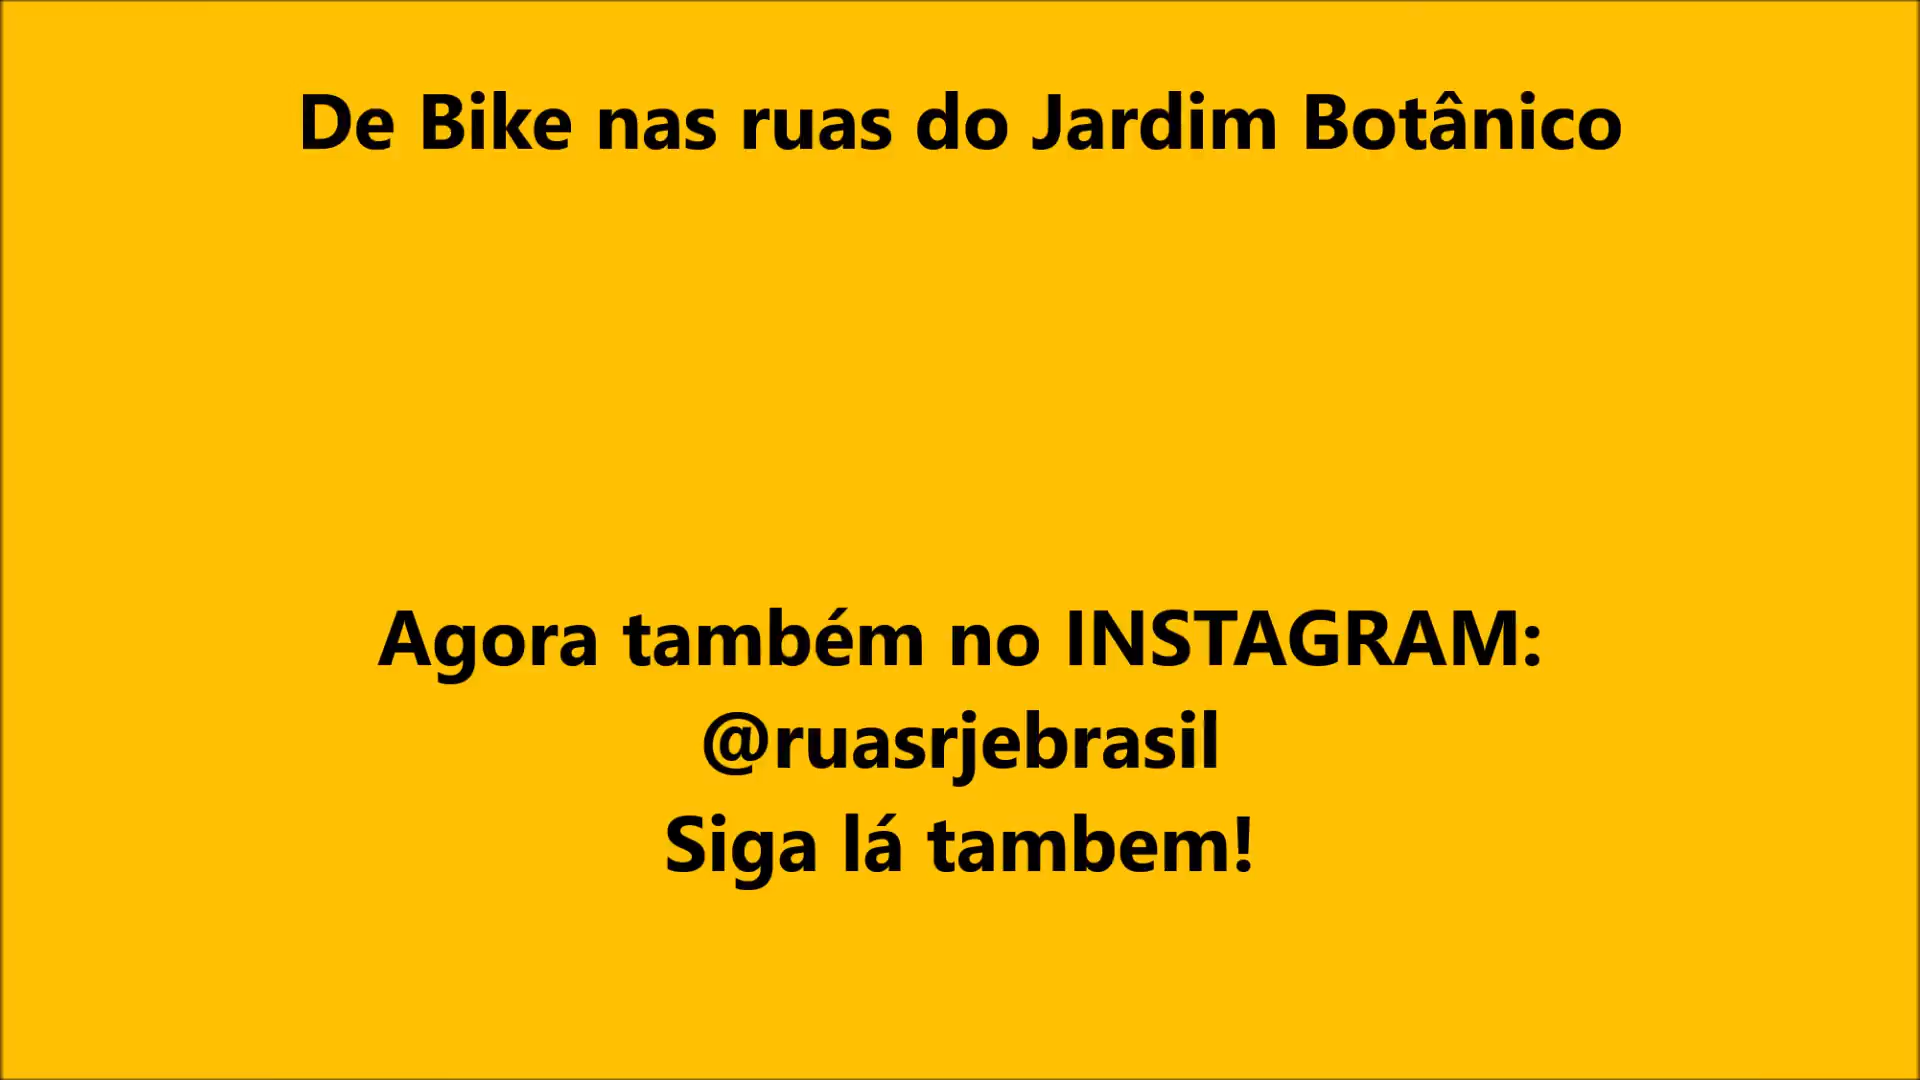 De Bike nas ruas do Jardim Botânico
Agora também no INSTAGRAM:
@ruasrjebrasil
Siga lá tambem!